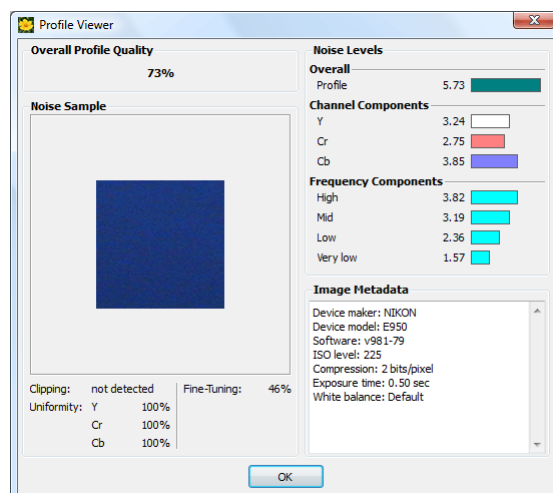 Profile Viewer
Overall Profile Quality
73%
Noise Sample
Clipping: not detected
Uniformity: Y 100%
Cr 100%
Cb 100%
Fine-Tuning: 46%
Noise Levels
Overall
Profile 5.73
Channel Components
Y 3.24
Cr 2.75
Cb 3.85
Frequency Components
High 3.82
Mid 3.19
Low 2.36
Very low 1.57
Image Metadata
Device maker: NIKON
Device model: E950
Software: v981-79
ISO level: 225
Compression: 2 bits/pixel
Exposure time: 0.50 sec
White balance: Default
OK